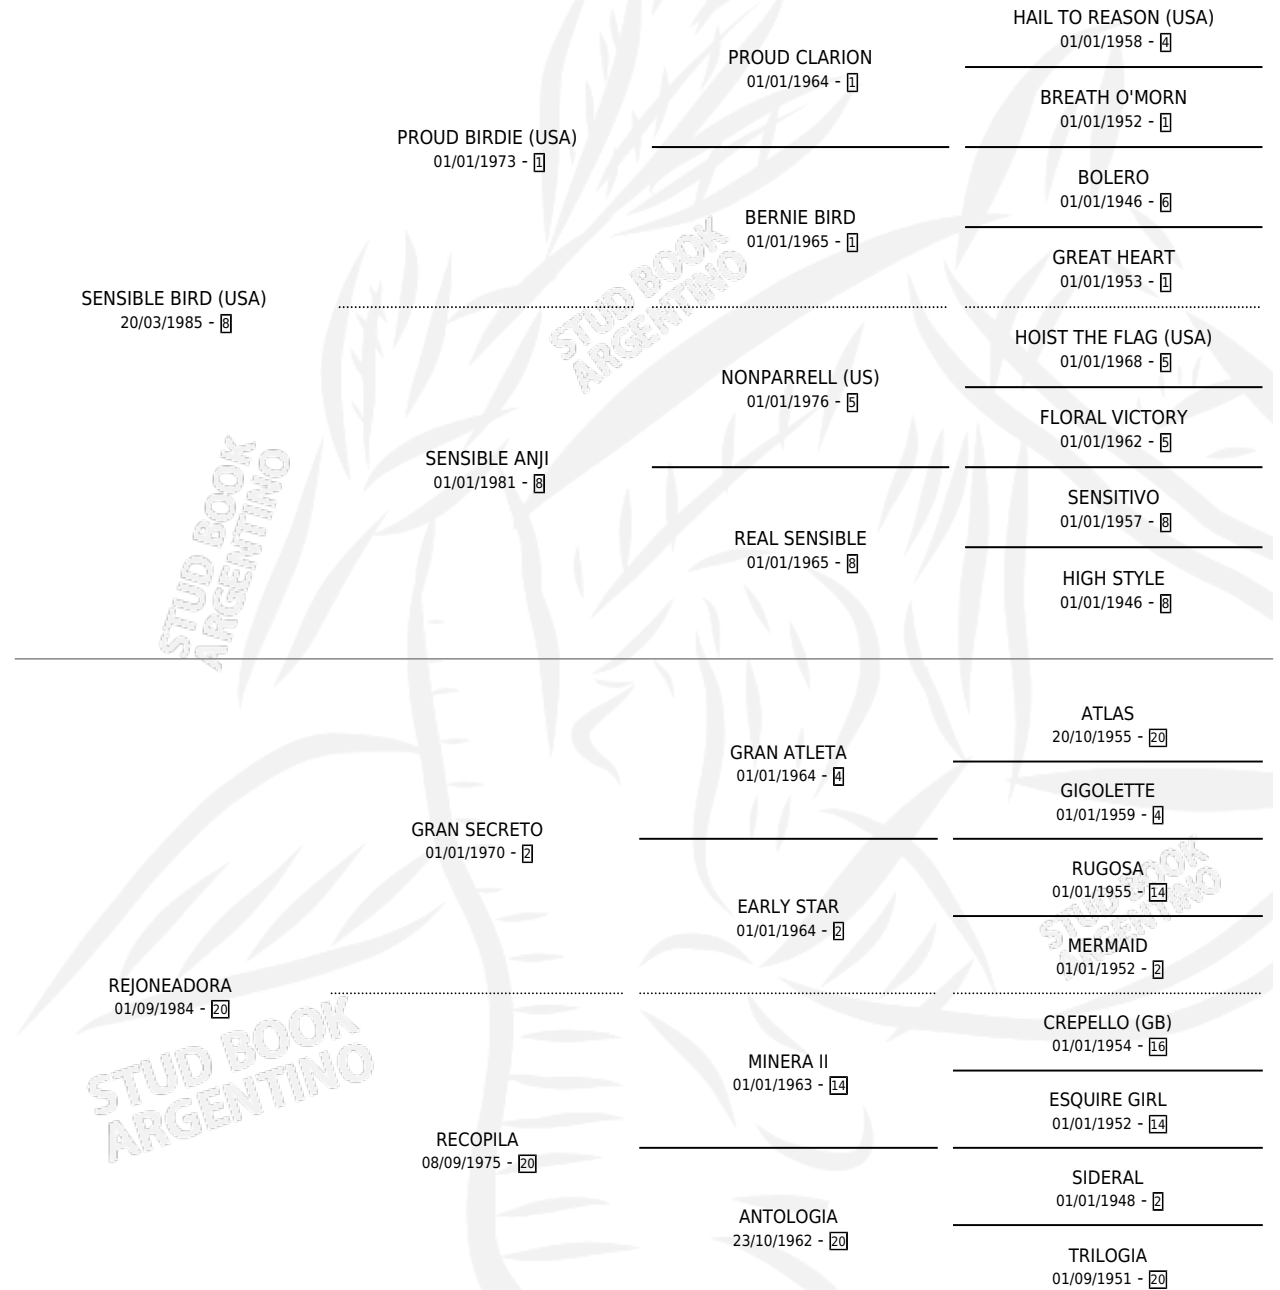 HAIL TO REASON (USA)
01/01/1958 - 4
PROUD CLARION
01/01/1964 - 1
BREATH O'MORN
01/01/1952 - 1
PROUD BIRDIE (USA)
01/01/1973 - 1
BOLERO
01/01/1946 - 6
BERNIE BIRD
01/01/1965 - 1
GREAT HEART
01/01/1953 - 1
SENSIBLE BIRD (USA)
20/03/1985 - 8
HOIST THE FLAG (USA)
01/01/1968 - 5
NONPARRELL (US)
01/01/1976 - 5
FLORAL VICTORY
01/01/1962 - 5
SENSIBLE ANJI
01/01/1981 - 8
SENSITIVO
01/01/1957 - 8
REAL SENSIBLE
01/01/1965 - 8
HIGH STYLE
01/01/1946 - 8
ATLAS
20/10/1955 - 20
GRAN ATLETA
01/01/1964 - 4
GIGOLETTE
01/01/1959 - 4
GRAN SECRETO
01/01/1970 - 2
RUGOSA
01/01/1955 - 14
EARLY STAR
01/01/1964 - 2
MERMAID
01/01/1952 - 2
REJONEADORA
01/09/1984 - 20
CREPELLO (GB)
01/01/1954 - 16
MINERA II
01/01/1963 - 14
ESQUIRE GIRL
01/01/1952 - 14
RECOPILA
08/09/1975 - 20
SIDERAL
01/01/1948 - 2
ANTOLOGIA
23/10/1962 - 20
TRILOGIA
01/09/1951 - 20
STUD BOOK
ARGENTINO
STUD BOOK
ARGENTINO
STUD BOOK
ARGENTINO
STUD BOOK
ARGENTINO